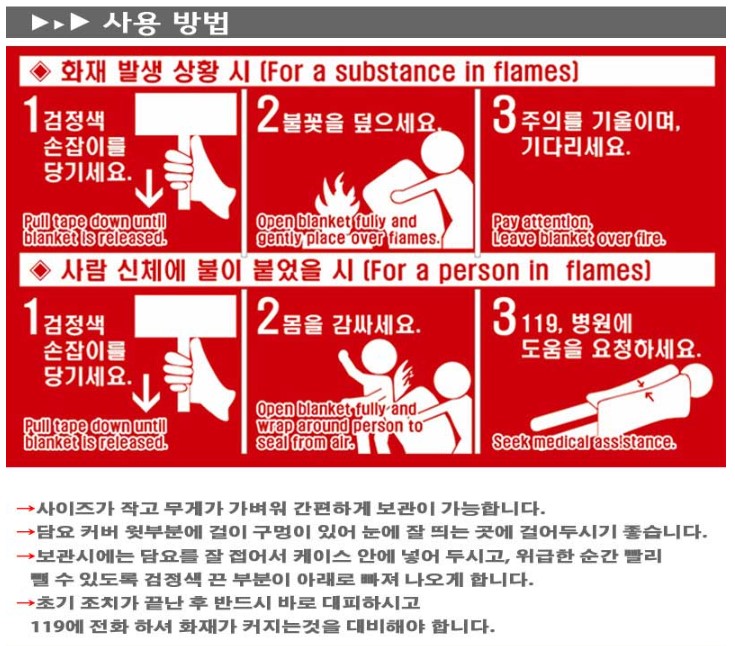 ▶▶▶ 사용 방법
◈ 화재 발생 상황 시 (For a substance in flames)
1 검정색
손잡이를
당기세요.
Pull tape down until
blanket is released.
2 불꽃을 덮으세요.
Open blanket fully and
gently place over flames.
3 주의를 기울이며,
기다리세요.
Pay attention,
Leave blanket over fire.
◈ 사람 신체에 불이 붙었을 시 (For a person in flames)
1 검정색
손잡이를
당기세요.
Pull tape down until
blanket is released.
2 몸을 감싸세요.
Open blanket fully and
wrap around person to
seal from air.
3 119, 병원에
도움을 요청하세요.
Seek medical assistance.
→사이즈가 작고 무게가 가벼워 간편하게 보관이 가능합니다.
→담요 커버 윗부분에 걸이 구멍이 있어 눈에 잘 띄는 곳에 걸어두시기 좋습니다.
→보관시에는 담요를 잘 접어서 케이스 안에 넣어 두시고, 위급한 순간 빨리
뺄 수 있도록 검정색 끈 부분이 아래로 빠져 나오게 합니다.
→초기 조치가 끝난 후 반드시 바로 대피하시고
119에 전화 하셔 화재가 커지는것을 대비해야 합니다.